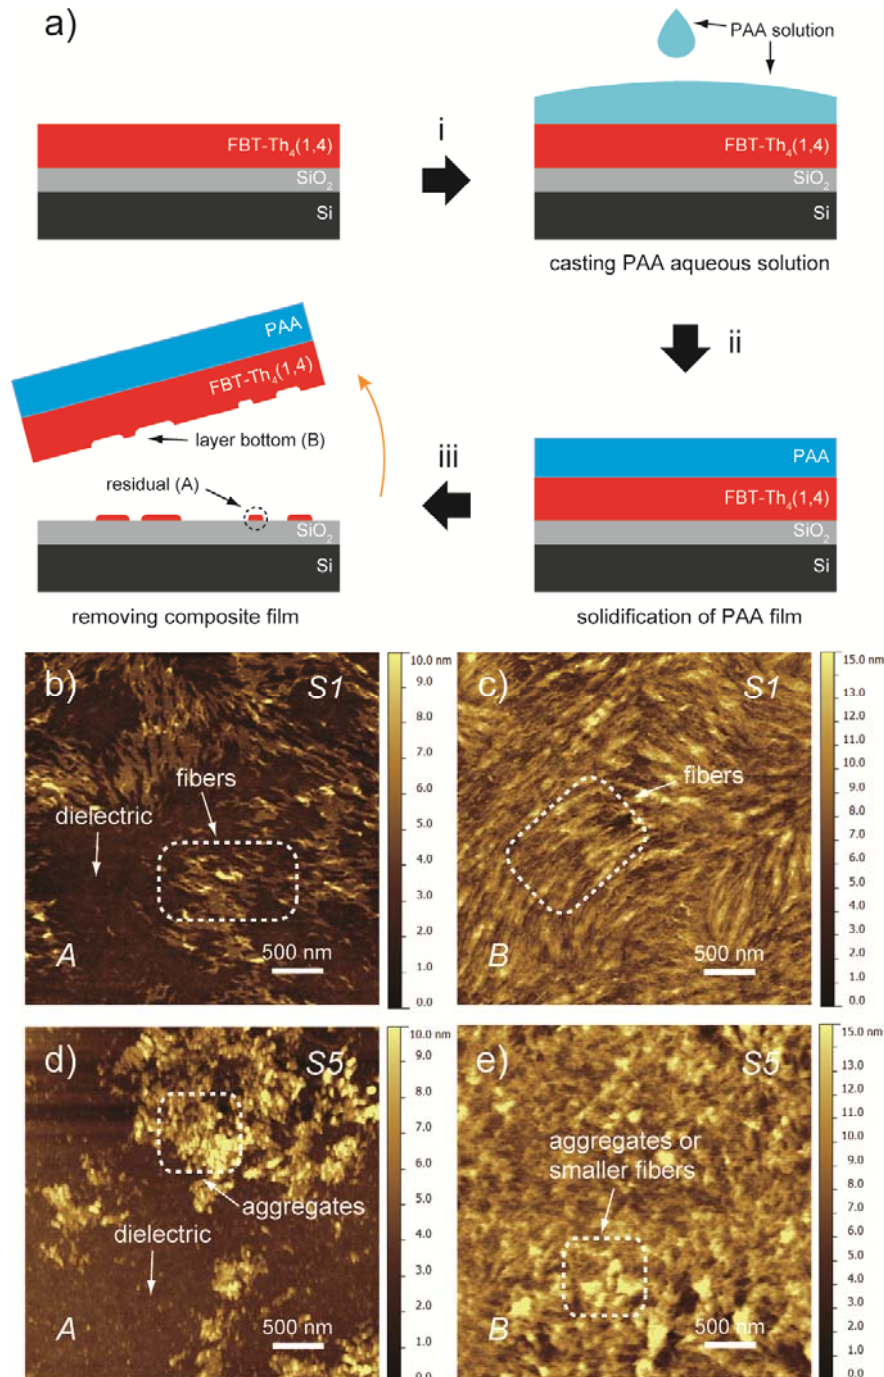 a)
PAA solution
i
FBT-Th₄(1,4)
SiO₂
Si
FBT-Th₄(1,4)
SiO₂
Si
casting PAA aqueous solution
ii
PAA
FBT-Th₄(1,4)
layer bottom (B)
residual (A)
SiO₂
Si
removing composite film
iii
PAA
FBT-Th₄(1,4)
SiO₂
Si
solidification of PAA film
b)
S1
fibers
dielectric
A
500 nm
10.0 nm
9.0
8.0
7.0
6.0
5.0
4.0
3.0
2.0
1.0
0.0
c)
S1
fibers
B
500 nm
15.0 nm
13.0
12.0
11.0
10.0
9.0
8.0
7.0
6.0
5.0
4.0
3.0
2.0
1.0
0.0
d)
S5
aggregates
dielectric
A
500 nm
10.0 nm
9.0
8.0
7.0
6.0
5.0
4.0
3.0
2.0
1.0
0.0
e)
S5
aggregates or
smaller fibers
B
500 nm
15.0 nm
13.0
12.0
11.0
10.0
9.0
8.0
7.0
6.0
5.0
4.0
3.0
2.0
1.0
0.0